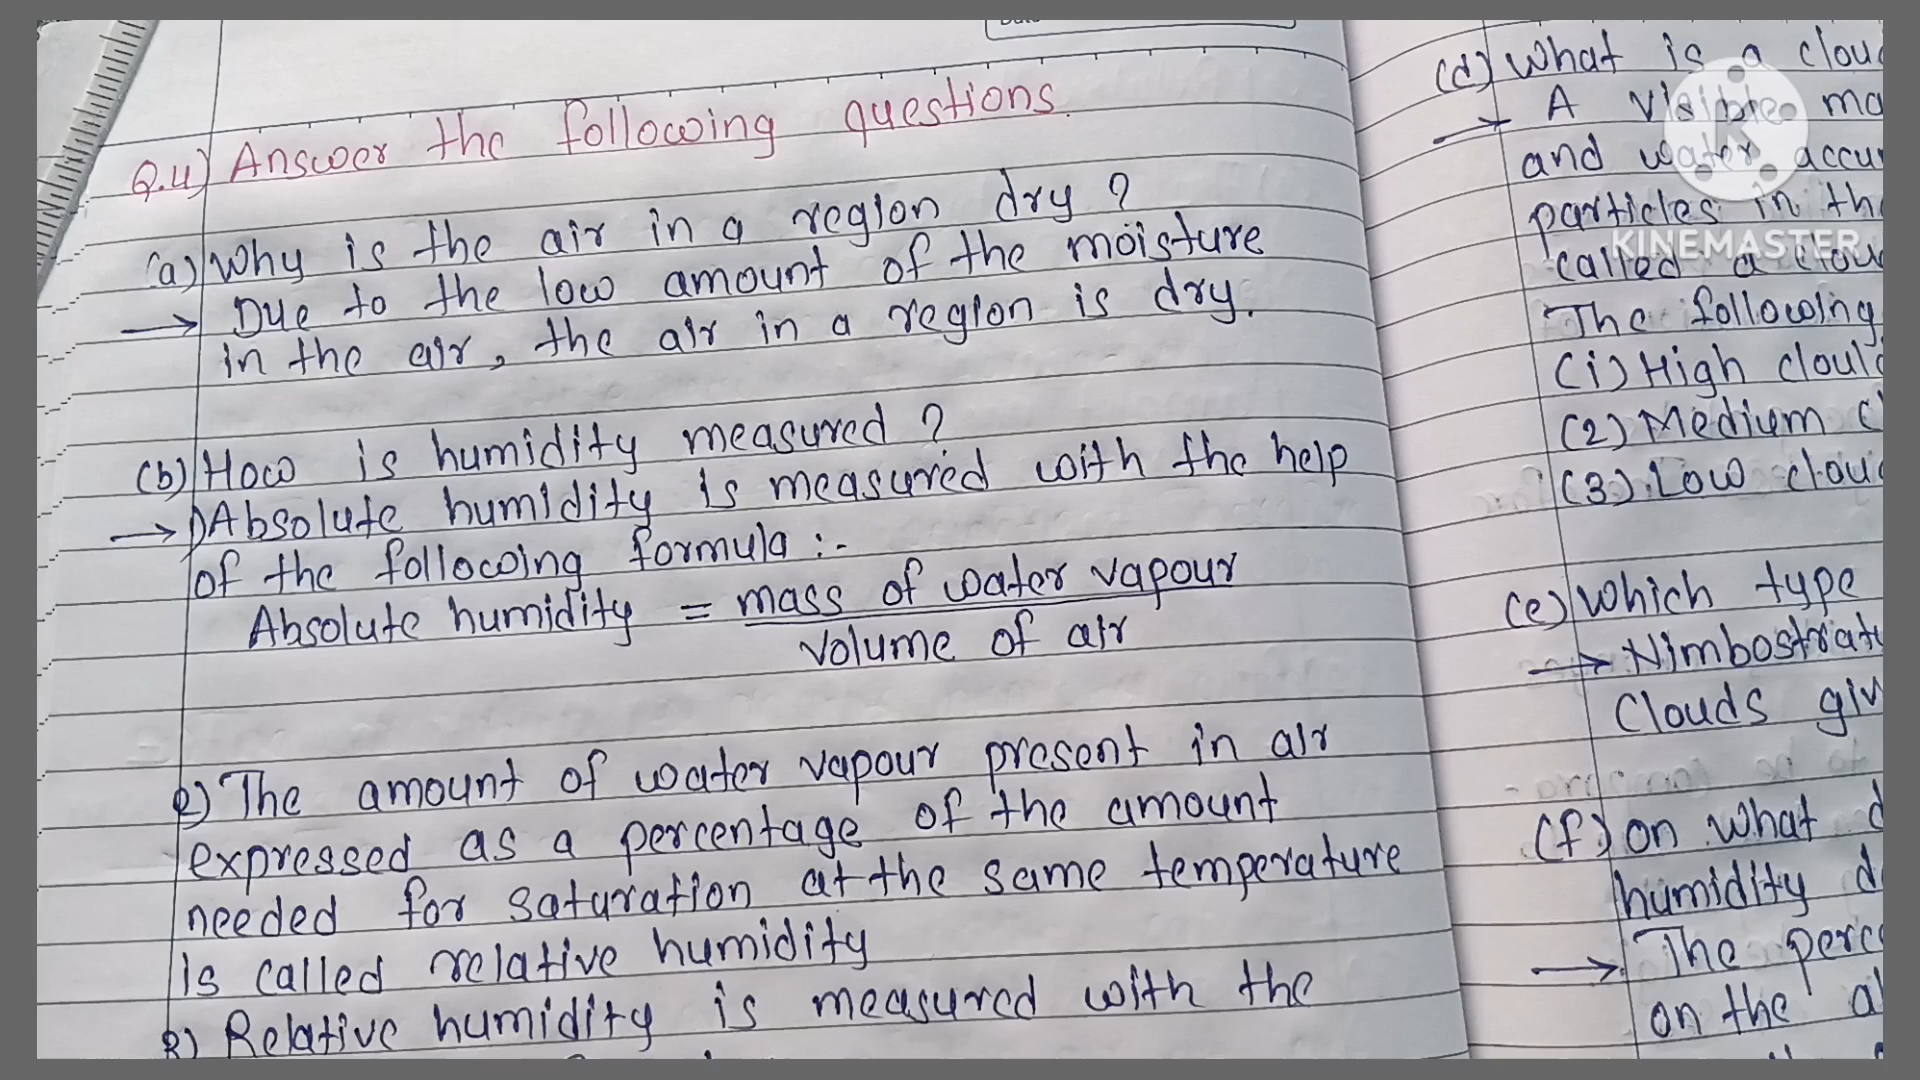 Q.4) Answer the following questions.
(a) Why is the air in a region dry ?
→ Due to the low amount of the moisture
in the air, the air in a region is dry.
(b) How is humidity measured ?
→ 1) Absolute humidity is measured with the help
of the following formula :-
Absolute humidity = mass of water vapour
Volume of air
2) The amount of water vapour present in air
expressed as a percentage of the amount
needed for saturation at the same temperature
is called relative humidity
Relative humidity is measured with the
(d) What is a
→ A visible
and water
particles in
called a
The following
(i) High
(2) Medium
(3) Low
(e) Which type
→
Clouds
(f) on what
humidity
→ The
on the
KINEMASTER